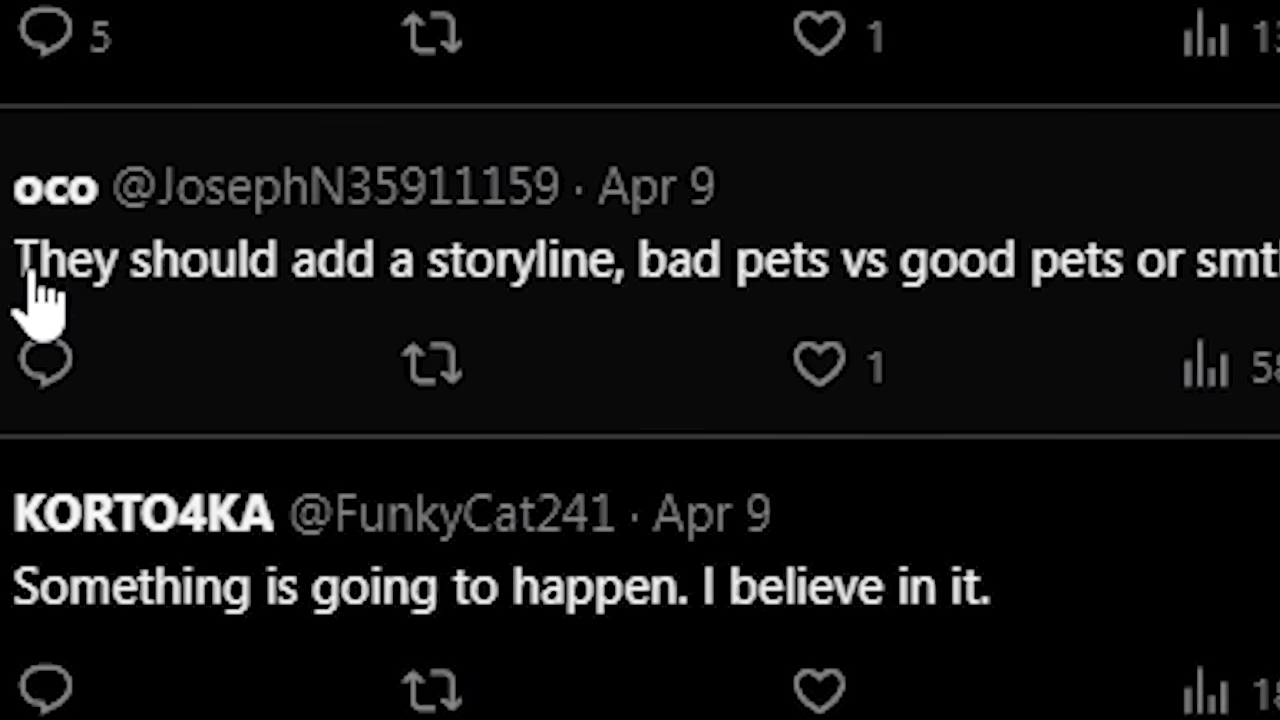 5 1
oco @JosephN35911159 · Apr 9
They should add a storyline, bad pets vs good pets or
1
KORTO4KA @FunkyCat241 · Apr 9
Something is going to happen. I believe in it.